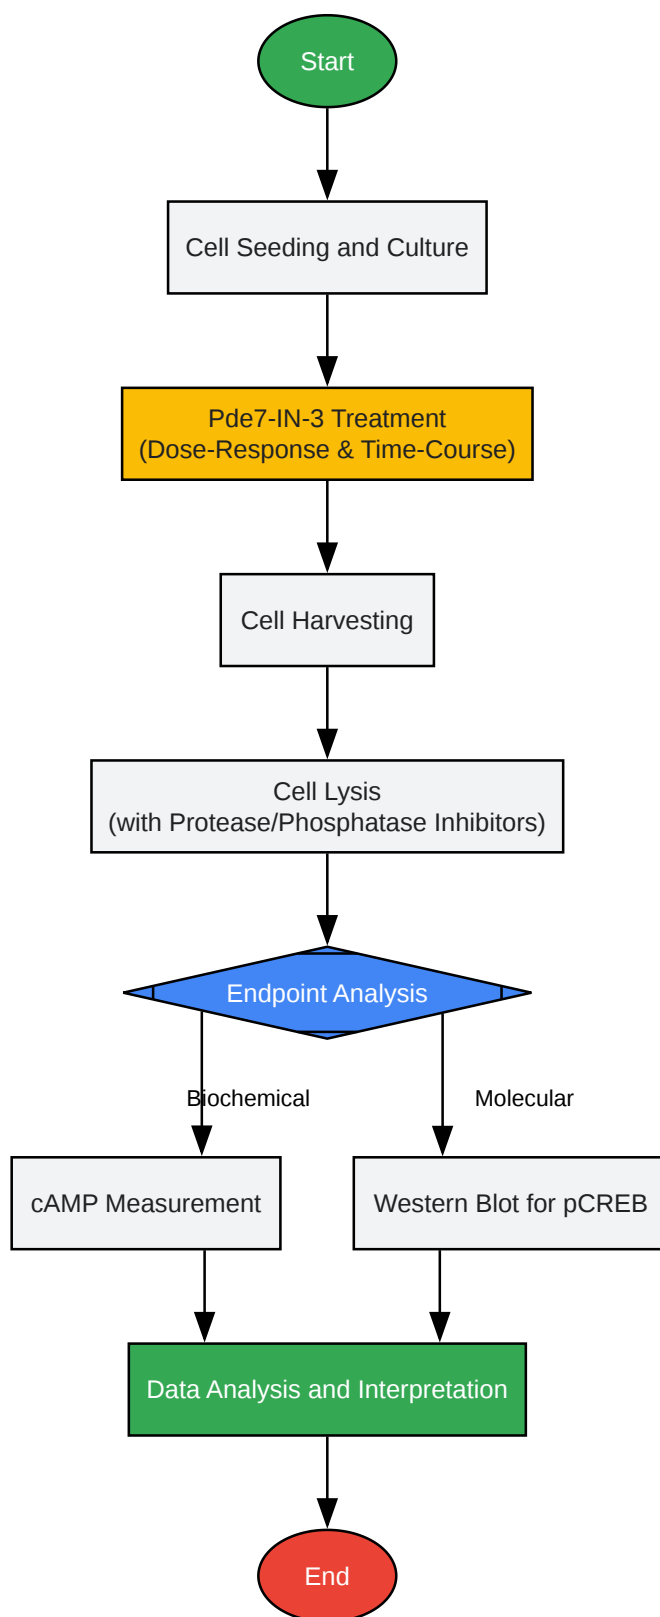 Start
Cell Seeding and Culture
Pde7-IN-3 Treatment
(Dose-Response & Time-Course)
Cell Harvesting
Cell Lysis
(with Protease/Phosphatase Inhibitors)
Endpoint Analysis
Biochemical
Molecular
cAMP Measurement
Western Blot for pCREB
Data Analysis and Interpretation
End